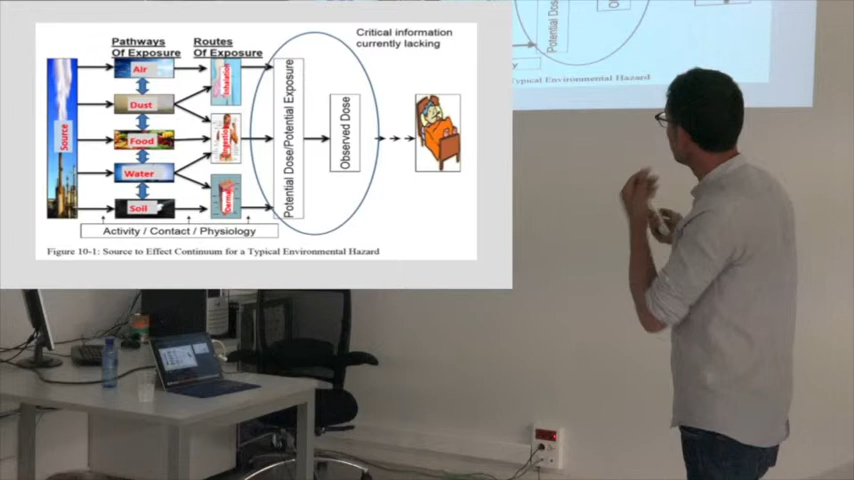 Critical information
currently lacking
Pathways
Of Exposure
Routes
Of Exposure
Source
Air
Dust
Food
Water
Soil
Inhalation
Ingestion
Dermal
Potential Dose/Potential Exposure
Observed Dose
Activity / Contact / Physiology
Figure 10-1: Source to Effect Continuum for a Typical Environmental Hazard
Potential Dos
Typical Environmental Hazard